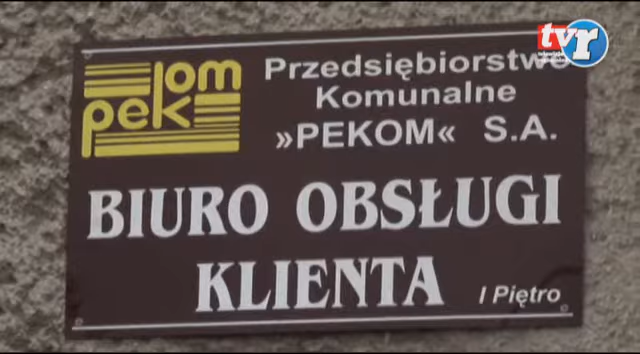 tvr
om
pek
Przedsiębiorstwo
Komunalne
»PEKOM« S.A.
BIURO OBSŁUGI
KLIENTA
I Piętro